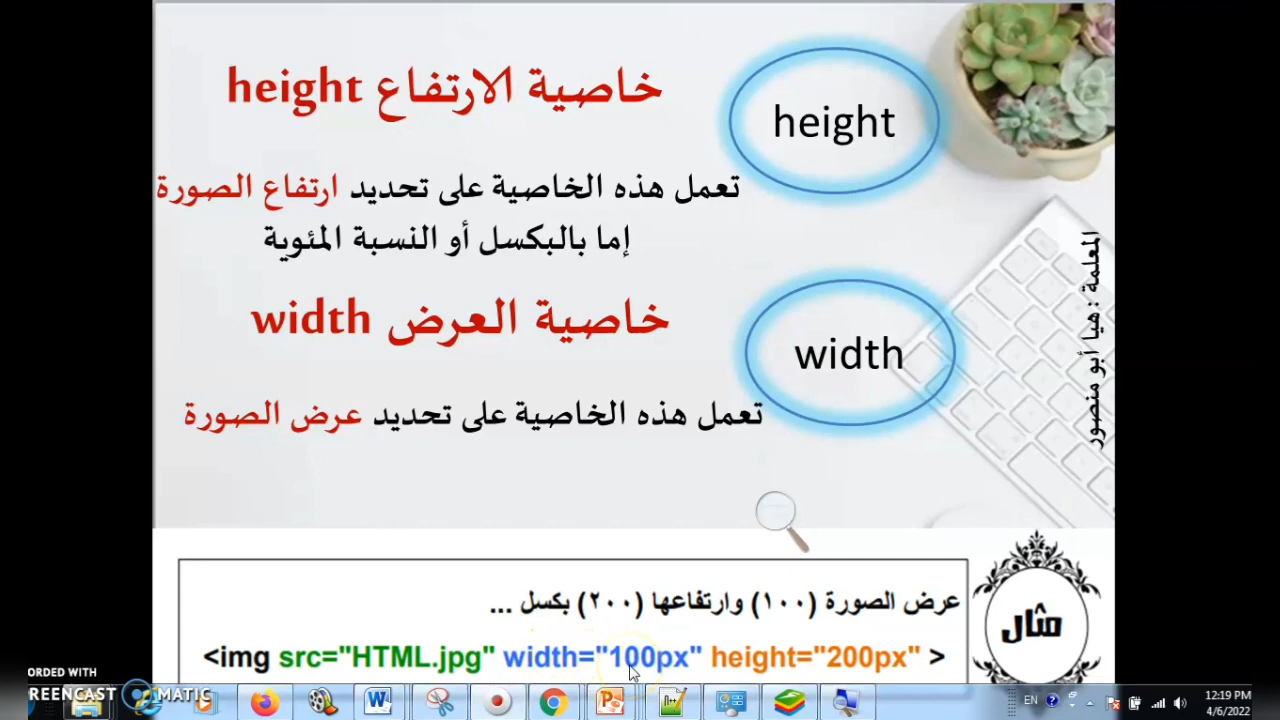 خاصية الارتفاع height
height
تعمل هذه الخاصية على تحديد ارتفاع الصورة
إما بالبكسل أو النسبة المئوية
خاصية العرض width
width
تعمل هذه الخاصية على تحديد عرض الصورة
المعلمة : هيا أبو منصور
مثال
عرض الصورة (١٠٠) وارتفاعها (٢٠٠) بكسل ...
<img src="HTML.jpg" width="100px" height="200px" >
ORDED WITH
REENCAST MATIC
EN
12:19 PM
4/6/2022